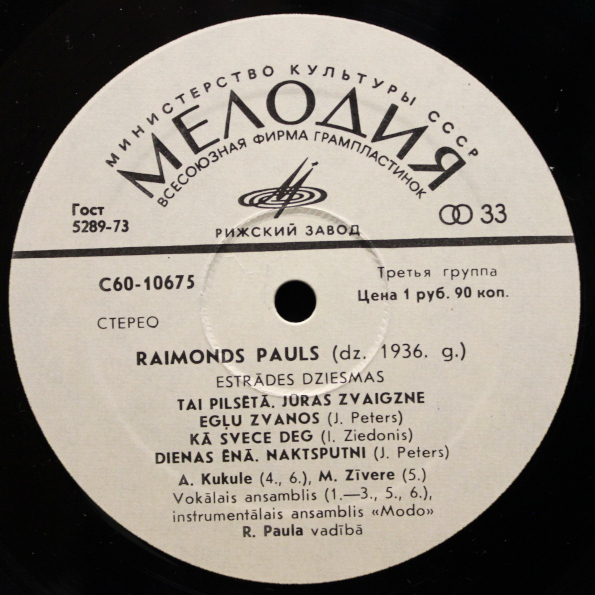 МИНИСТЕРСТВО КУЛЬТУРЫ СССР
МЕЛОДИЯ
ВСЕСОЮЗНАЯ ФИРМА ГРАМПЛАСТИНОК
Гост
5289-73
33
РИЖСКИЙ ЗАВОД
С60-10675
Третья группа
Цена 1 руб. 90 коп.
СТЕРЕО
RAIMONDS PAULS (dz. 1936. g.)
ESTRĀDES DZIESMAS
TAI PILSĒTĀ. JŪRAS ZVAIGZNE
EGĻU ZVANOS (J. Peters)
KĀ SVECE DEG (I. Ziedonis)
DIENAS ĒNĀ. NAKTSPUTNI (J. Peters)
A. Kukule (4., 6.), M. Zīvere (5.)
Vokālais ansamblis (1.—3., 5., 6.),
instrumentālais ansamblis «Modo»
R. Paula vadībā